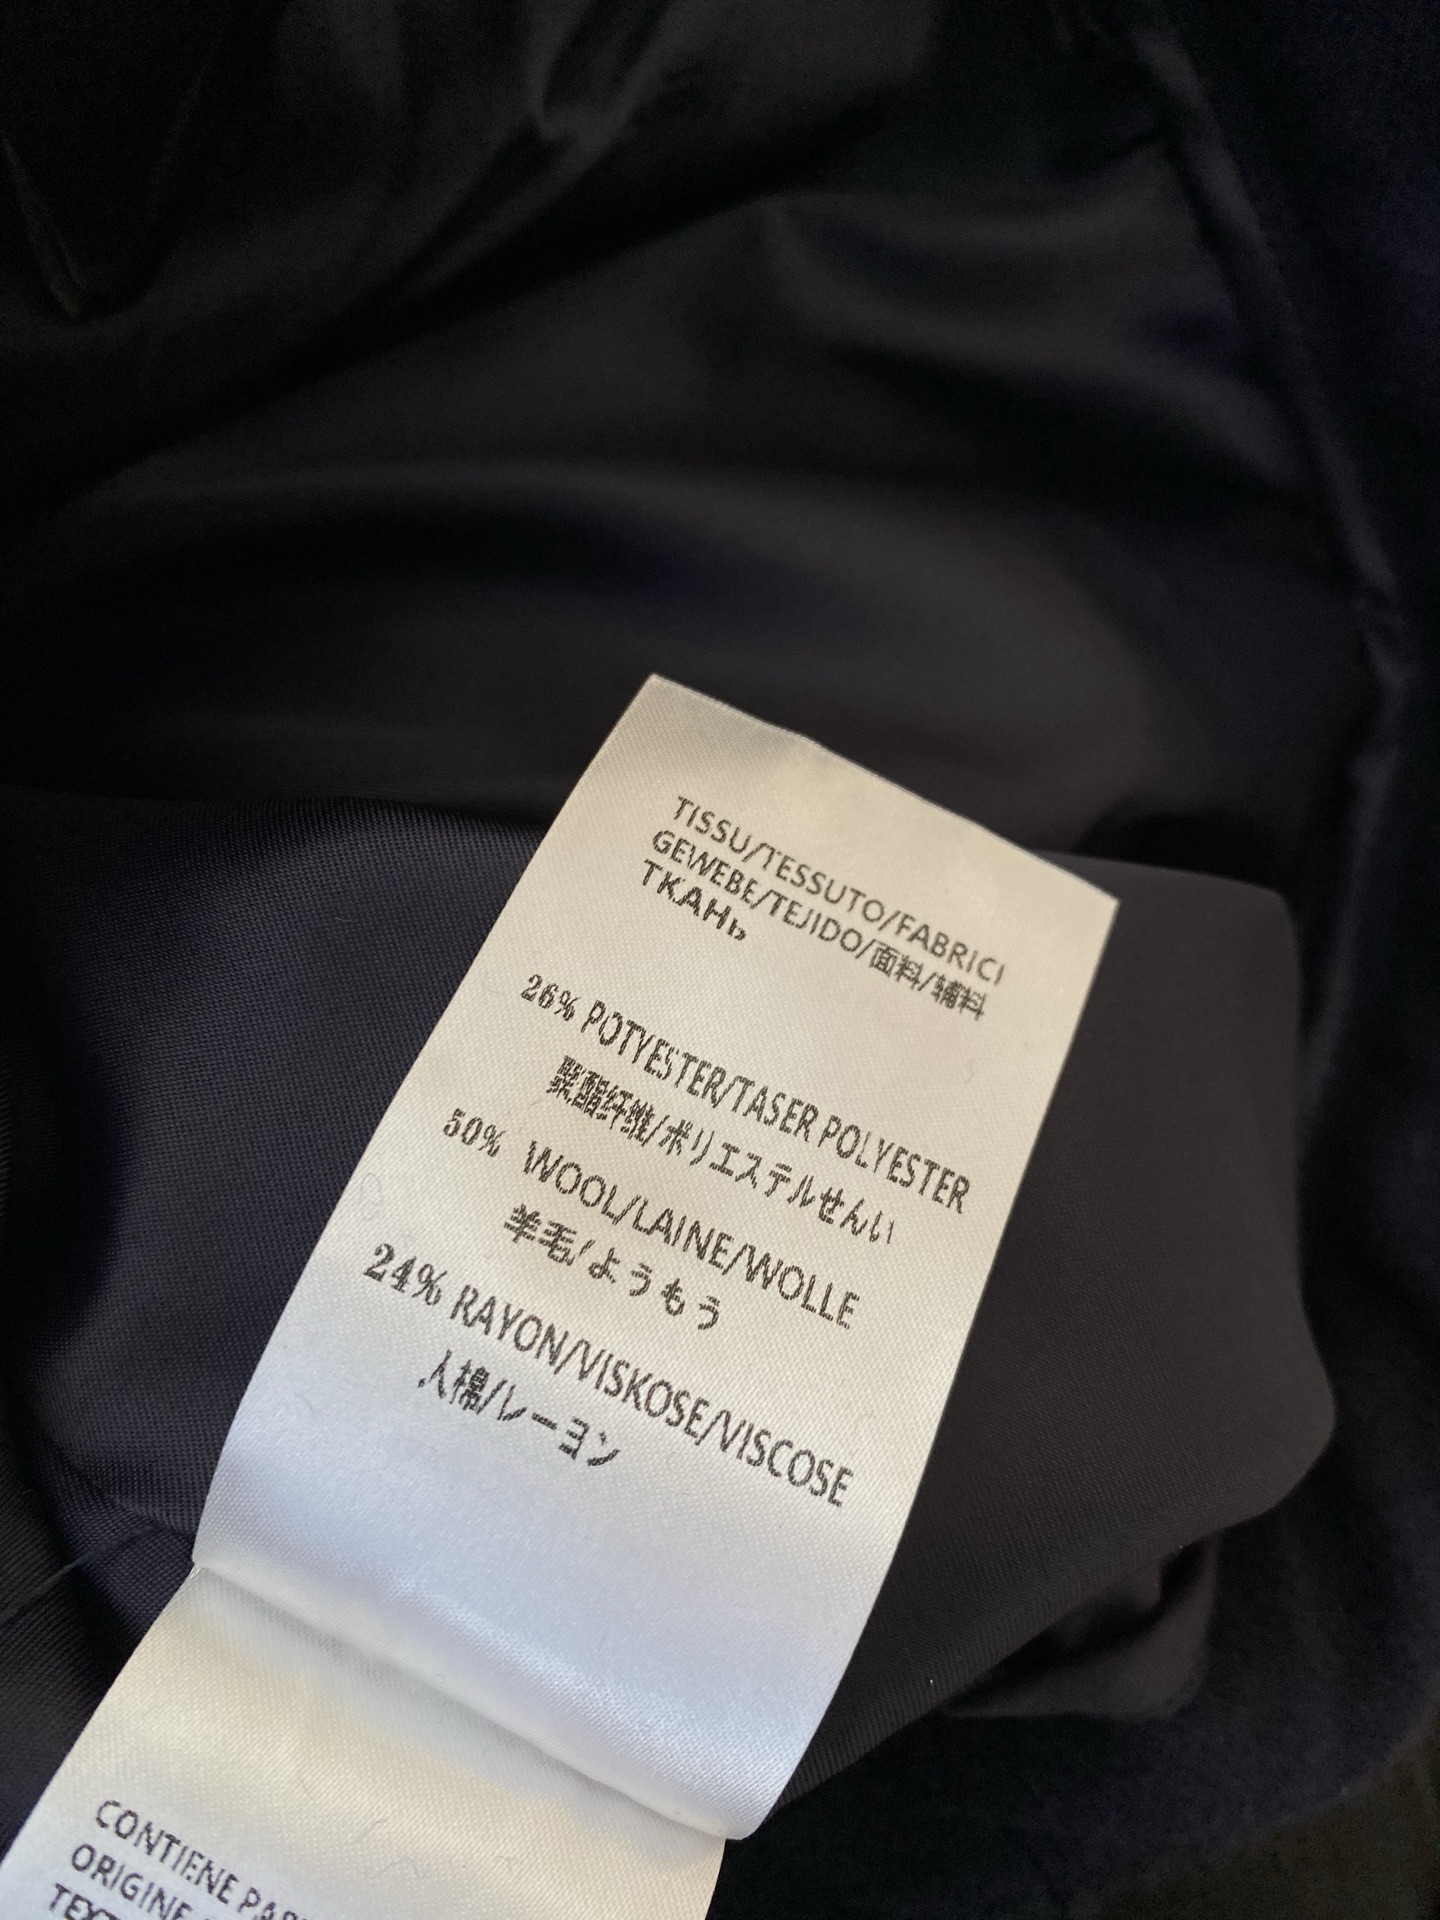 TISSU/TESSUTO/FABRICI
GEWEBE/TEJIDO/面料/辅料
ТКАНЬ
26% POTYESTER/TASER POLYESTER
聚酯纤维/ポリエステルせんい
50% WOOL/LAINE/WOLLE
羊毛/ようもう
24% RAYON/VISKOSE/VISCOSE
人棉/レーヨン
CONTIENE
ORIGINE